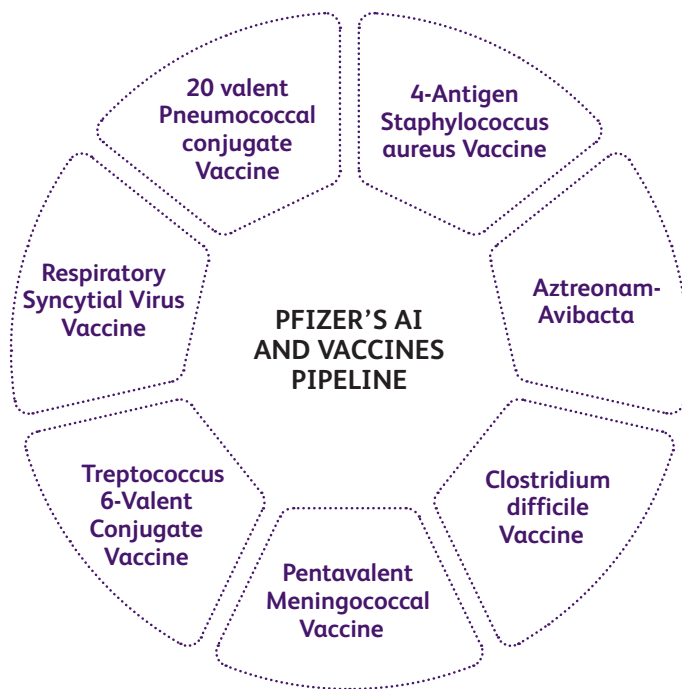 20 valent
Pneumococcal
conjugate
Vaccine
4-Antigen
Staphylococcus
aureus Vaccine
Respiratory
Syncytial Virus
Vaccine
PFIZER’S AI
AND VACCINES
PIPELINE
Aztreonam-
Avibacta
Treptococcus
6-Valent
Conjugate
Vaccine
Clostridium
difficile
Vaccine
Pentavalent
Meningococcal
Vaccine